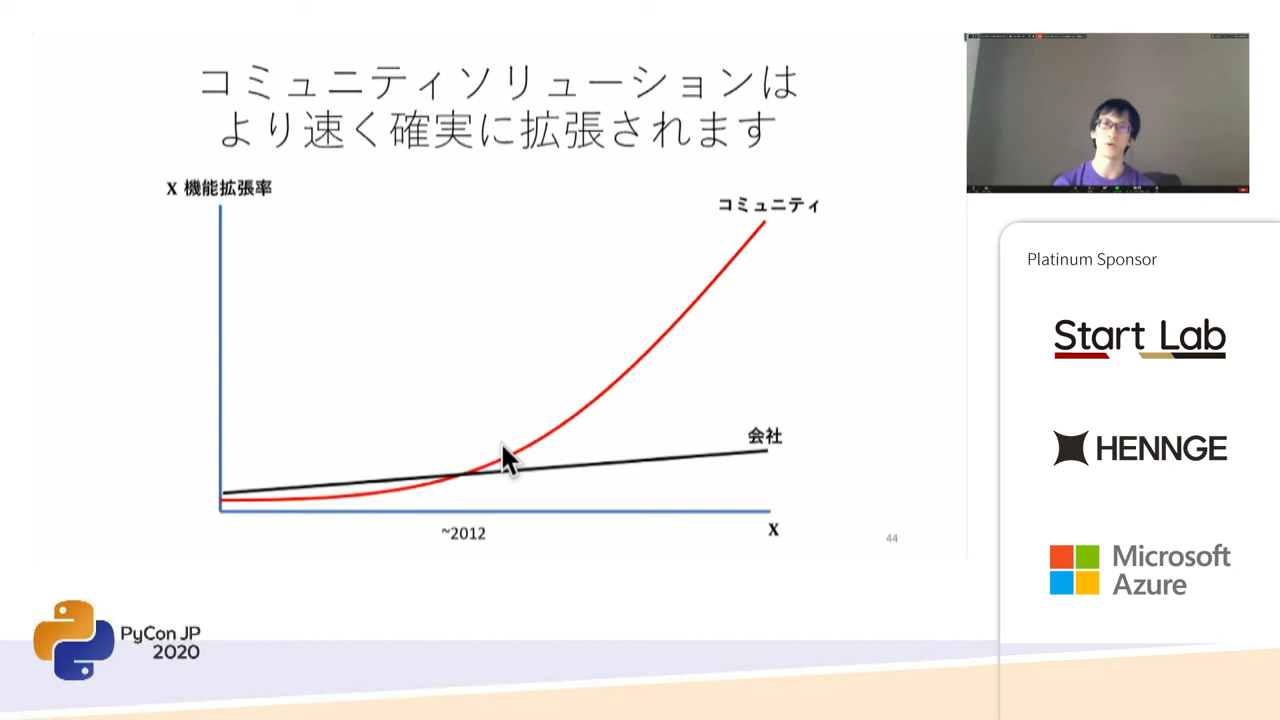 コミュニティソリューションは
より速く確実に拡張されます
X 機能拡張率
コミュニティ
会社
~2012
X
44
Platinum Sponsor
Start Lab
HENNGE
Microsoft
Azure
PyCon JP
2020